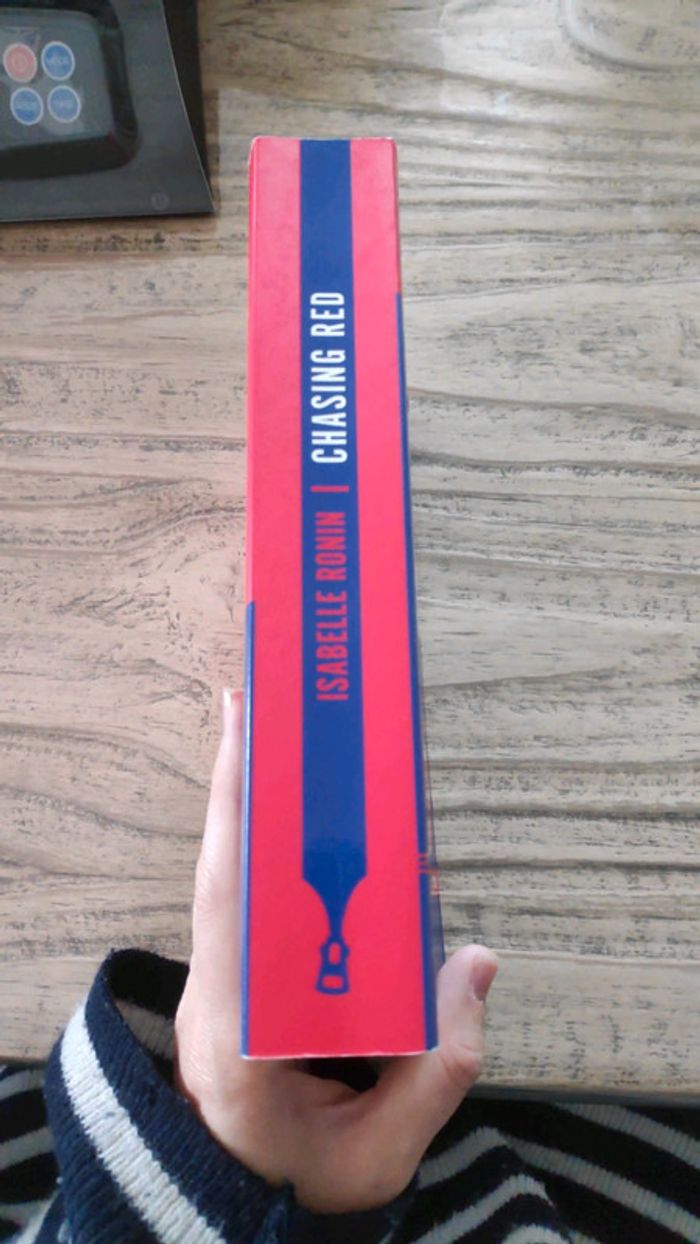 ISABELLE RONIN | CHASING RED